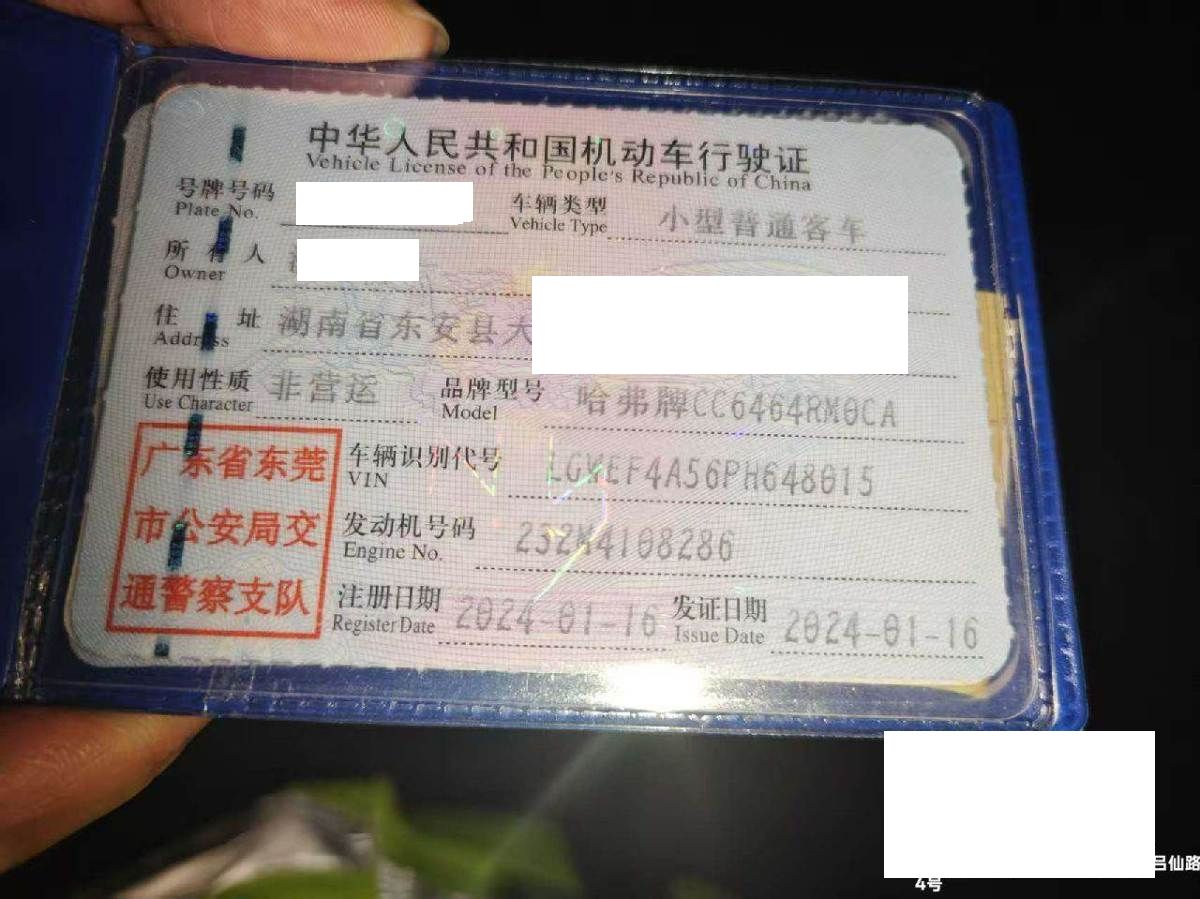 中华人民共和国机动车行驶证
Vehicle License of the People's Republic of China
号牌号码 车辆类型 小型普通客车
Plate No. Vehicle Type
所有人
Owner
住址 湖南省东安县大
Address
使用性质 非营运 品牌型号 哈弗牌CC6464RM0CA
Use Character Model
广东省东莞
市公安局交
通警察支队
车辆识别代号 LGWEF4A56PH648015
VIN
发动机号码 232M4108286
Engine No.
注册日期 2024-01-16 发证日期 2024-01-16
Register Date Issue Date
吕仙路
4号